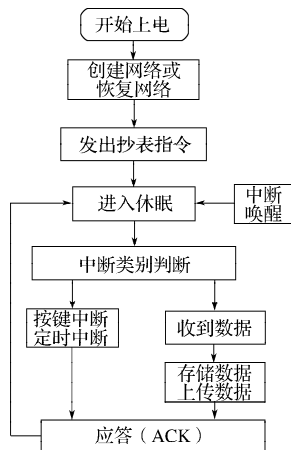 开始上电
创建网络或
恢复网络
发出抄表指令
进入休眠
中断
唤醒
中断类别判断
按键中断
定时中断
收到数据
存储数据
上传数据
应答（ACK）